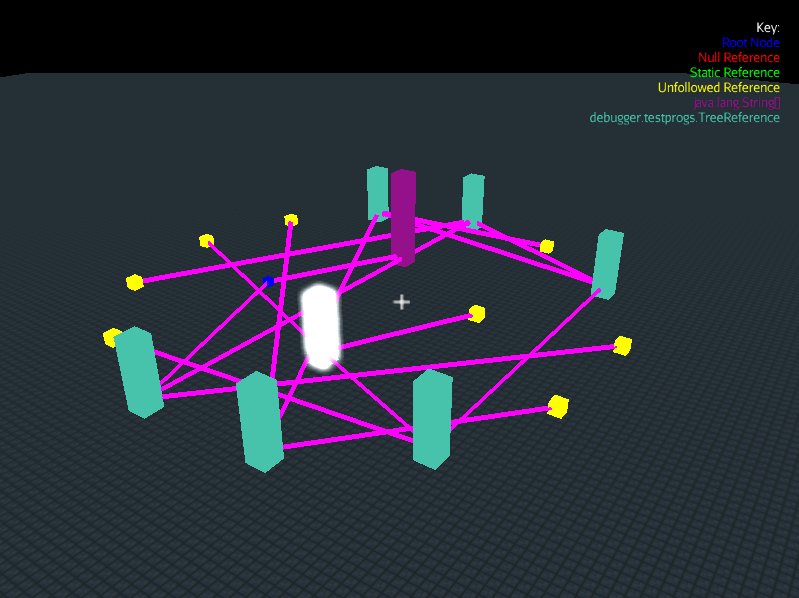 Key:
Root Node
Null Reference
Static Reference
Unfollowed Reference
java.lang.String[]
debugger.testprogs.TreeReference